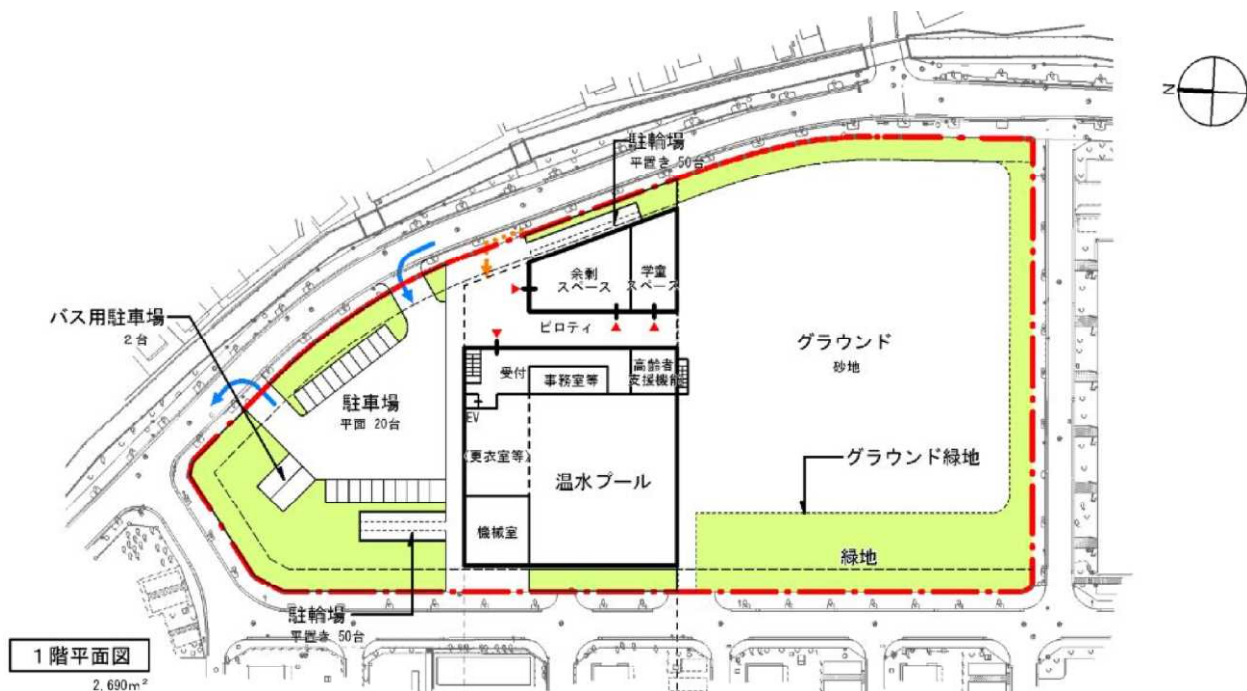 N
駐輪場
平置き 50台
余剰
スペース
学童
スペース
バス用駐車場
2台
ピロティ
グラウンド
砂地
受付
事務室等
高齢者
支援機能
駐車場
平面 20台
EV
(更衣室等)
温水プール
グラウンド緑地
機械室
緑地
駐輪場
平置き 50台
1階平面図
2,690m²